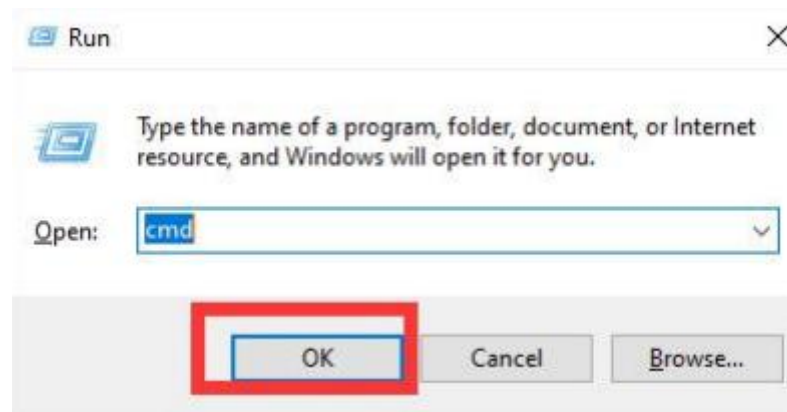 Run
Type the name of a program, folder, document, or Internet
resource, and Windows will open it for you.
Open: cmd
OK Cancel Browse...